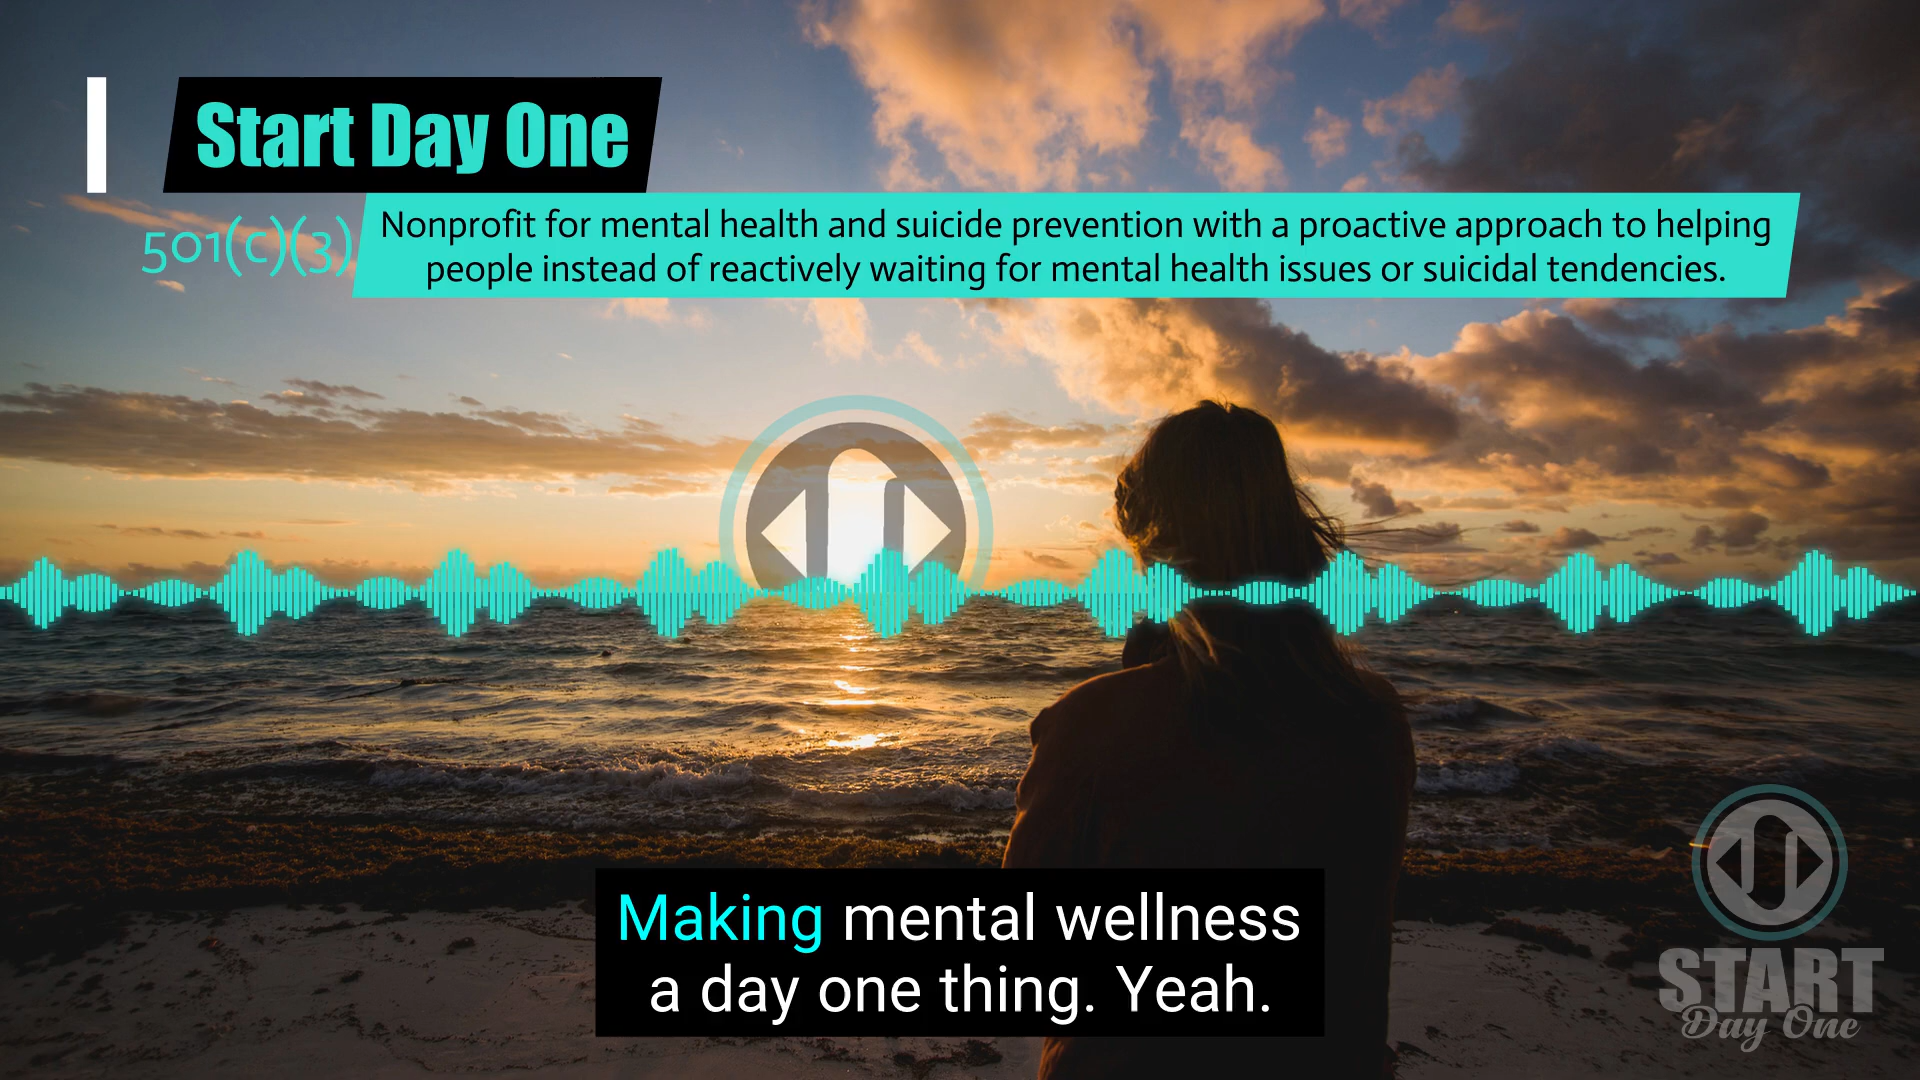 Start Day One
501(c)(3)
Nonprofit for mental health and suicide prevention with a proactive approach to helping
people instead of reactively waiting for mental health issues or suicidal tendencies.
Making mental wellness
a day one thing. Yeah.
START
Day One